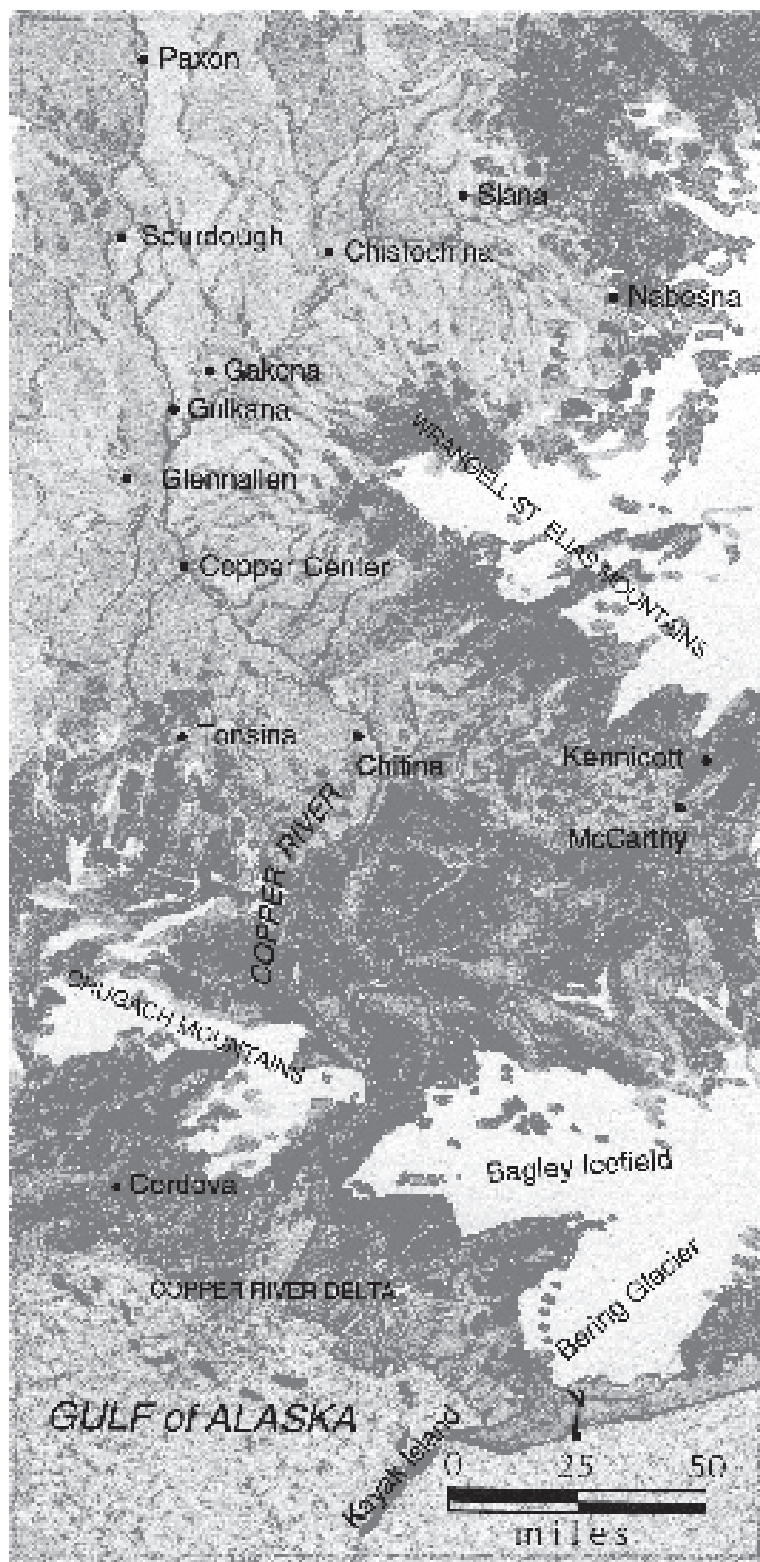 Paxon
Slana
Sourdough
Chistochina
Nabesna
Gakona
Gulkana
WRANGELL-ST ELIAS MOUNTAINS
Glennallen
Copper Center
Tonsina
Chitina
Kennicott
McCarthy
COPPER RIVER
CHUGACH MOUNTAINS
Bagley Icefield
Cordova
COPPER RIVER DELTA
Bering Glacier
GULF of ALASKA
Kayak Island
0 25 50
miles